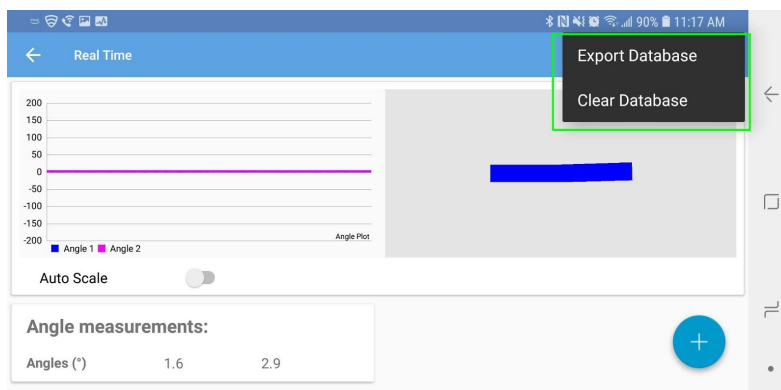 90% 11:17 AM
Real Time
Export Database
Clear Database
200
150
100
50
0
-50
-100
-150
-200
Angle Plot
Angle 1 Angle 2
Auto Scale
Angle measurements:
Angles (°) 1.6 2.9